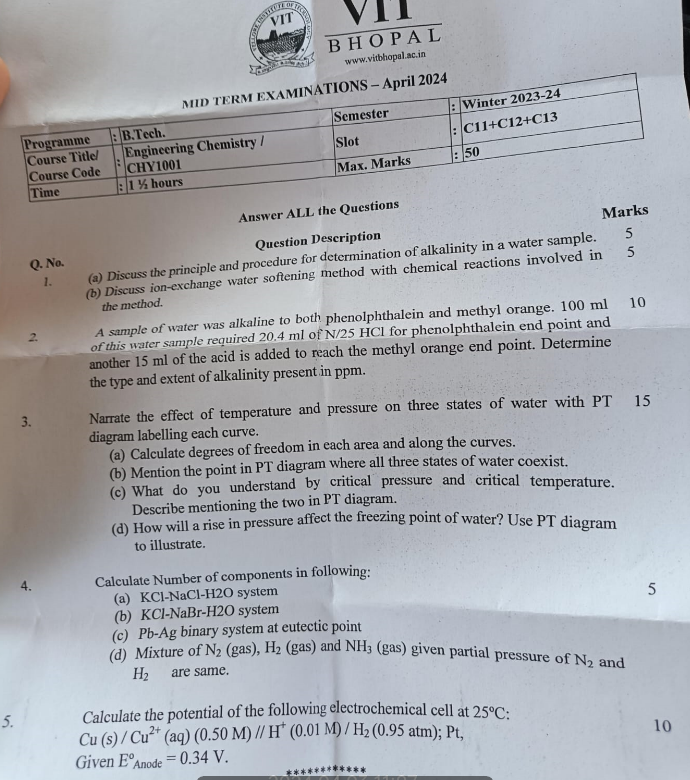 VIT
VIT
BHOPAL
www.vitbhopal.ac.in
MID TERM EXAMINATIONS – April 2024
Programme : B.Tech. Semester : Winter 2023-24
Course Title/ Course Code : Engineering Chemistry / CHY1001 Slot : C11+C12+C13
Time : 1 ½ hours Max. Marks : 50
Answer ALL the Questions
Q. No. Question Description Marks
1. (a) Discuss the principle and procedure for determination of alkalinity in a water sample. 5
(b) Discuss ion-exchange water softening method with chemical reactions involved in 5
the method.
2. A sample of water was alkaline to both phenolphthalein and methyl orange. 100 ml 10
of this water sample required 20.4 ml of N/25 HCl for phenolphthalein end point and
another 15 ml of the acid is added to reach the methyl orange end point. Determine
the type and extent of alkalinity present in ppm.
3. Narrate the effect of temperature and pressure on three states of water with PT 15
diagram labelling each curve.
(a) Calculate degrees of freedom in each area and along the curves.
(b) Mention the point in PT diagram where all three states of water coexist.
(c) What do you understand by critical pressure and critical temperature.
Describe mentioning the two in PT diagram.
(d) How will a rise in pressure affect the freezing point of water? Use PT diagram
to illustrate.
4. Calculate Number of components in following: 5
(a) KCl-NaCl-H2O system
(b) KCl-NaBr-H2O system
(c) Pb-Ag binary system at eutectic point
(d) Mixture of N₂ (gas), H₂ (gas) and NH₃ (gas) given partial pressure of N₂ and
H₂ are same.
5. Calculate the potential of the following electrochemical cell at 25°C: 10
Cu (s) / Cu²⁺ (aq) (0.50 M) // H⁺ (0.01 M) / H₂ (0.95 atm); Pt,
Given E°Anode = 0.34 V.
************